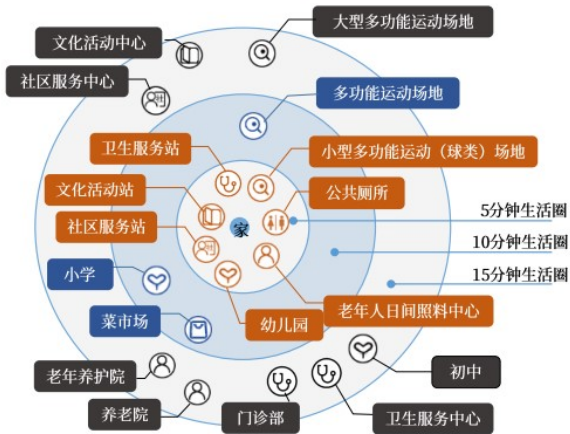 大型多功能运动场地
文化活动中心
社区服务中心
多功能运动场地
卫生服务站
小型多功能运动（球类）场地
文化活动站
公共厕所
5分钟生活圈
社区服务站
家
10分钟生活圈
小学
15分钟生活圈
老年人日间照料中心
菜市场
幼儿园
老年养护院
初中
养老院
门诊部
卫生服务中心